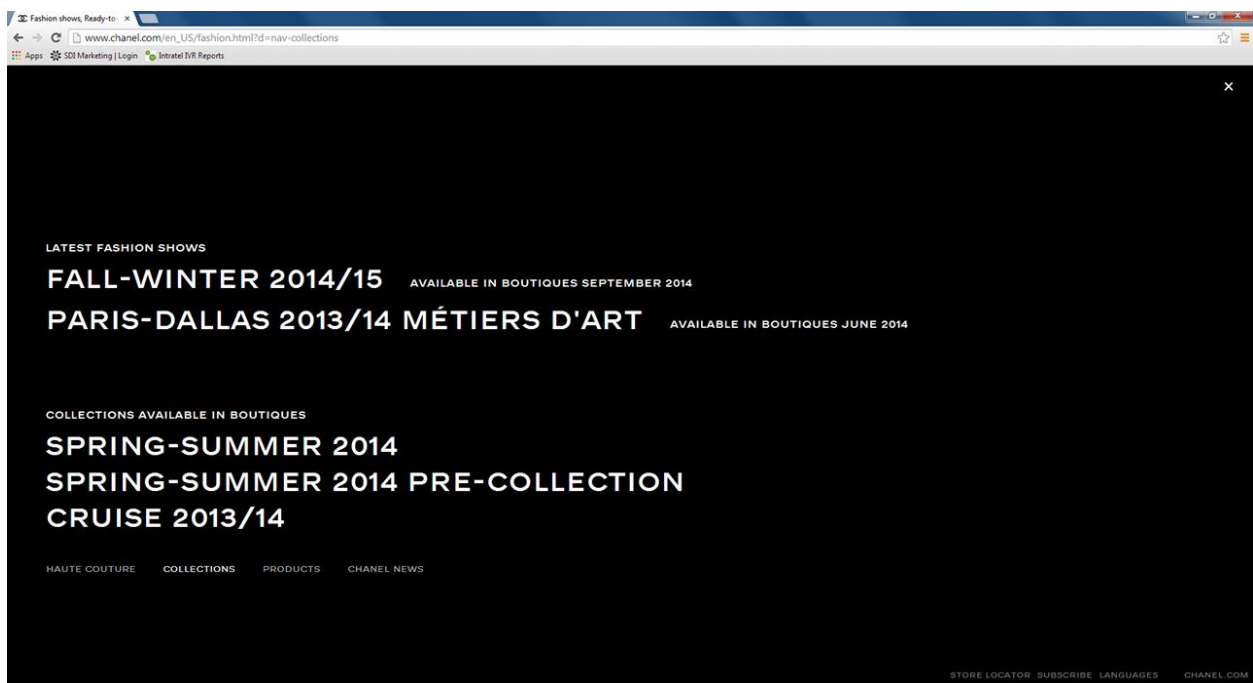 Fashion shows, Ready-to-
www.chanel.com/en_US/fashion.html?d=nav-collections
Apps SDI Marketing | Login Intratel IVR Reports
LATEST FASHION SHOWS
FALL-WINTER 2014/15 AVAILABLE IN BOUTIQUES SEPTEMBER 2014
PARIS-DALLAS 2013/14 MÉTIERS D'ART AVAILABLE IN BOUTIQUES JUNE 2014
COLLECTIONS AVAILABLE IN BOUTIQUES
SPRING-SUMMER 2014
SPRING-SUMMER 2014 PRE-COLLECTION
CRUISE 2013/14
HAUTE COUTURE COLLECTIONS PRODUCTS CHANEL NEWS
STORE LOCATOR SUBSCRIBE LANGUAGES CHANEL.COM